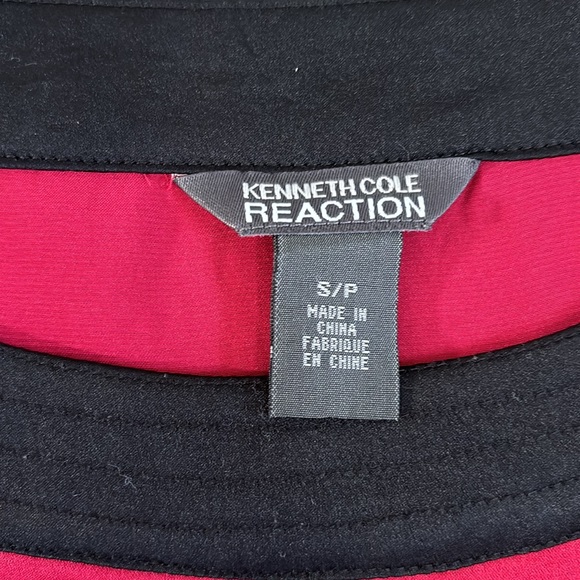 KENNETH COLE
REACTION
S/P
MADE IN
CHINA
FABRIQUE
EN CHINE